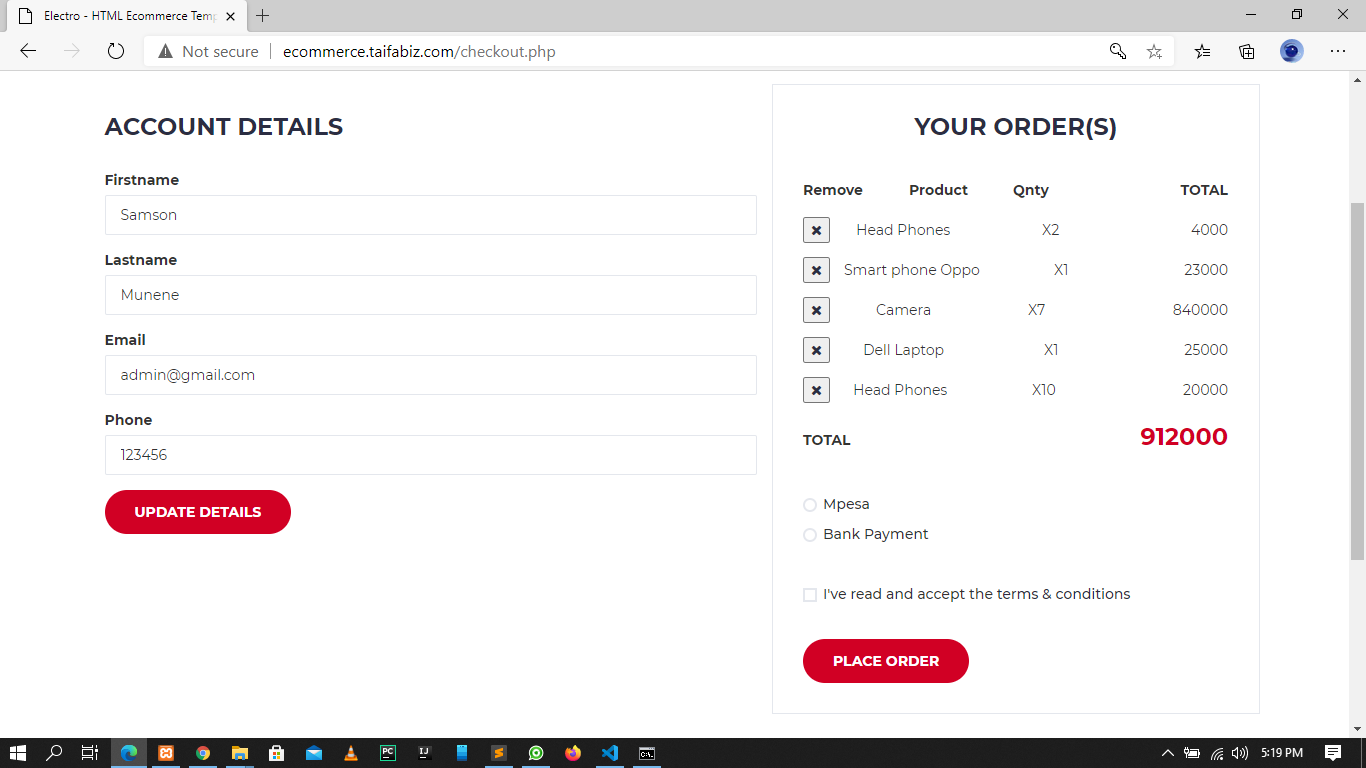 Electro - HTML Ecommerce Temp
Not secure
ecommerce.taifabiz.com/checkout.php
ACCOUNT DETAILS
Firstname
Samson
Lastname
Munene
Email
admin@gmail.com
Phone
123456
UPDATE DETAILS
YOUR ORDER(S)
Remove Product Qnty TOTAL
Head Phones X2 4000
Smart phone Oppo X1 23000
Camera X7 840000
Dell Laptop X1 25000
Head Phones X10 20000
TOTAL 912000
Mpesa
Bank Payment
I've read and accept the terms & conditions
PLACE ORDER
PC
IJ
C:\.
5:19 PM